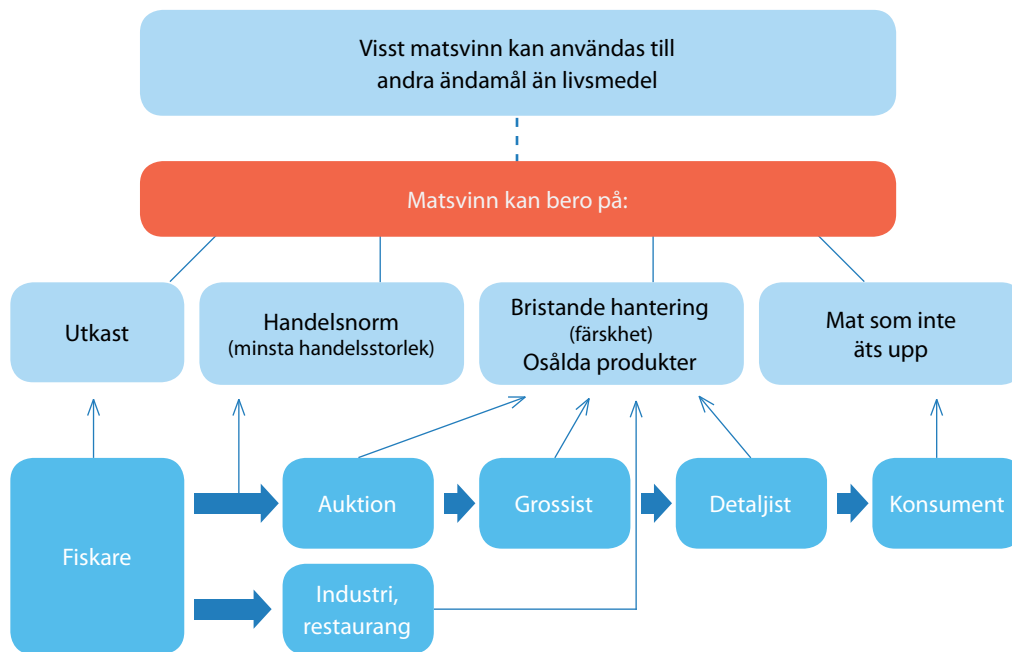 Visst matsvinn kan användas till
andra ändamål än livsmedel
Matsvinn kan bero på:
Utkast
Handelsnorm
(minsta handelsstorlek)
Bristande hantering
(färskhet)
Osålda produkter
Mat som inte
äts upp
Fiskare
Auktion
Grossist
Detaljist
Konsument
Industri,
restaurang